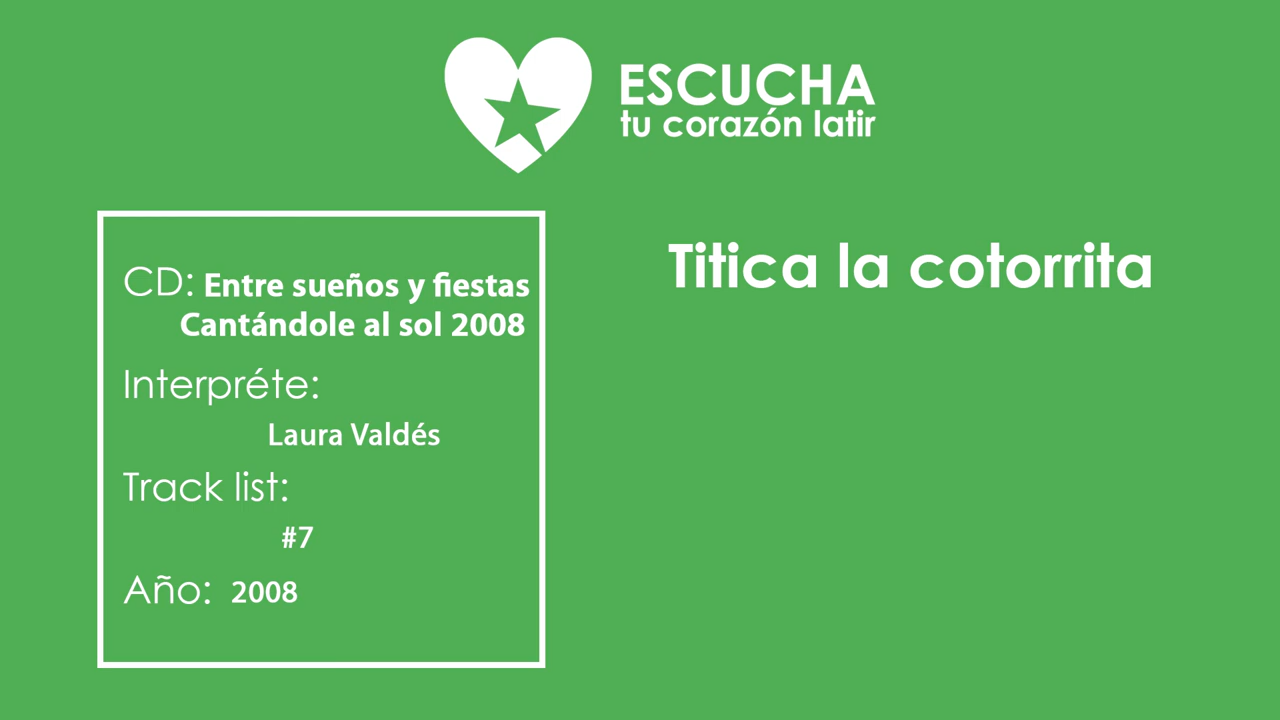 ESCUCHA
tu corazón latir
CD: Entre sueños y fiestas
Cantándole al sol 2008
Interpréte:
Laura Valdés
Track list:
#7
Año: 2008
Titica la cotorrita